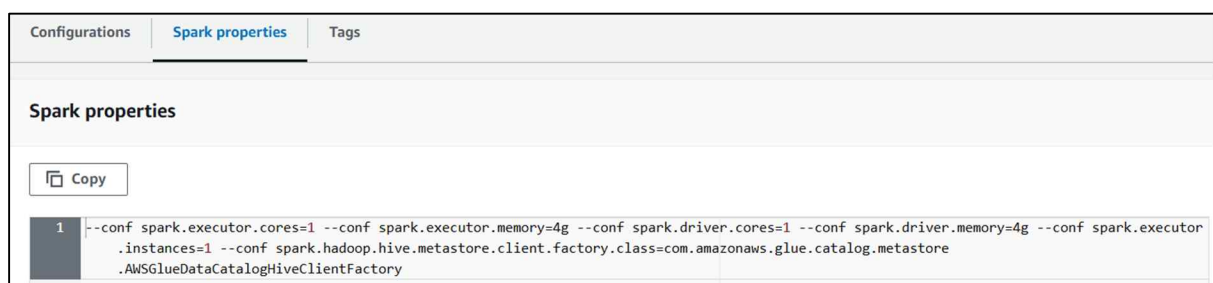 Configurations Spark properties Tags
Spark properties
Copy
1 --conf spark.executor.cores=1 --conf spark.executor.memory=4g --conf spark.driver.cores=1 --conf spark.driver.memory=4g --conf spark.executor
.instances=1 --conf spark.hadoop.hive.metastore.client.factory.class=com.amazonaws.glue.catalog.metastore
.AWSGlueDataCatalogHiveClientFactory